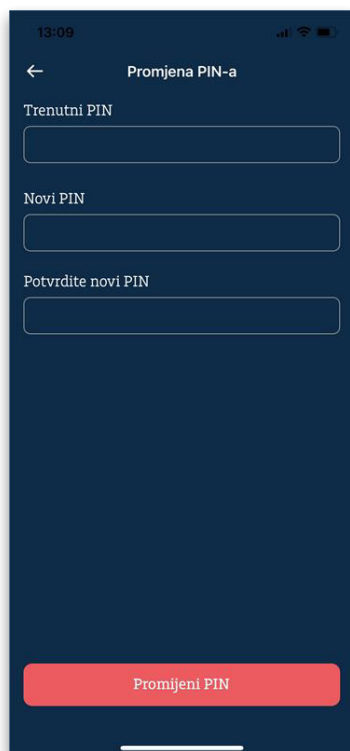 13:09
Promjena PIN-a
Trenutni PIN
Novi PIN
Potvrdite novi PIN
Promijeni PIN